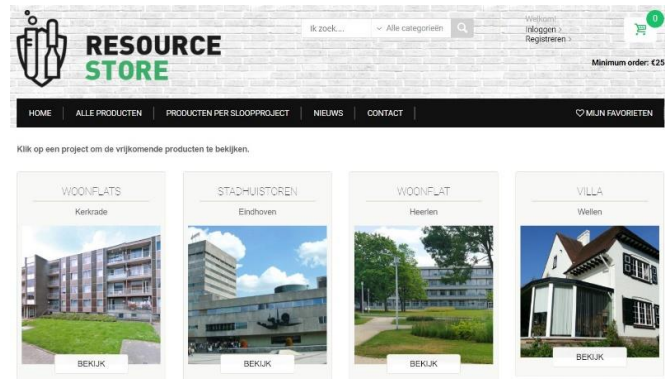 RESOURCE
STORE
Ik zoek....
Alle categorieën
Welkom!
Inloggen >
Registreren >
0
Minimum order: €25
HOME
ALLE PRODUCTEN
PRODUCTEN PER SLOOPPROJECT
NIEUWS
CONTACT
MIJN FAVORIETEN
Klik op een project om de vrijkomende producten te bekijken.
WOONFLATS
Kerkrade
BEKIJK
STADHUISTOREN
Eindhoven
BEKIJK
WOONFLAT
Heerlen
BEKIJK
VILLA
Wellen
BEKIJK